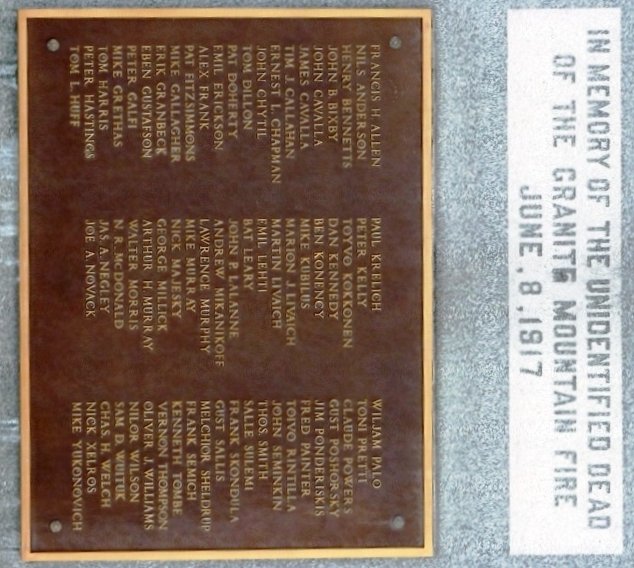 IN MEMORY OF THE UNIDENTIFIED DEAD
OF THE GRANITE MOUNTAIN FIRE
JUNE, 8, 1917
FRANCIS H. ALLEN
NILS ANDERSON
HENRY BENNETTS
JOHN B. BIXBY
JOHN CAVALLA
JAMES CAVALLA
TIM J. CALLAHAN
ERNEST L. CHAPMAN
JOHN CHYTIL
TOM DILLON
PAT DOHERTY
EMIL ERICKSON
ALEX FRANK
PAT FITZSIMMONS
MIKE GALLAGHER
ERIK GRANBECK
EBEN GUSTAFSON
PETER GALFI
MIKE GRETHAS
TOM HARRIS
PETER HASTINGS
TOM L. HUFF
PAUL KRELICH
PETER KELLY
TOYVO KOKKONEN
DAN KENNEDY
BEN KONENCY
MIKE KUBILUS
MARION J. LIVAICH
MARTIN LIVAICH
EMIL LEHTI
BAT LEARY
JOHN P. LALANNE
ANDREW MIKANIKOFF
LAWRENCE MURPHY
MIKE MURRAY
NICK MAJESKY
GEORGE MILLICK
ARTHUR H. MURRAY
WALFER MORRIS
N. R. McDONALD
JAS. A. NEGLEY
JOE A. NOVACK
WILJAM PALO
TONI PRETTI
CLAUDE POWERS
GUST POSHORSKY
JIM PONDERISKIS
FRED PAINTER
TOIVO RINTILLA
JOHN SEMINKIN
THOS. SMITH
SALLE SULEMI
FRANK SKONDULA
GUST SALLIS
MELCHIOR SHELDRUP
FRANK SEMICH
KENNETH TOMBE
VERNON THOMPSON
OLIVER J. WILLIAMS
NILOR WILSON
SAM D. WUITUK
CHAS. H. WELCH
NICK XELROS
MIKE YUKONOVICH